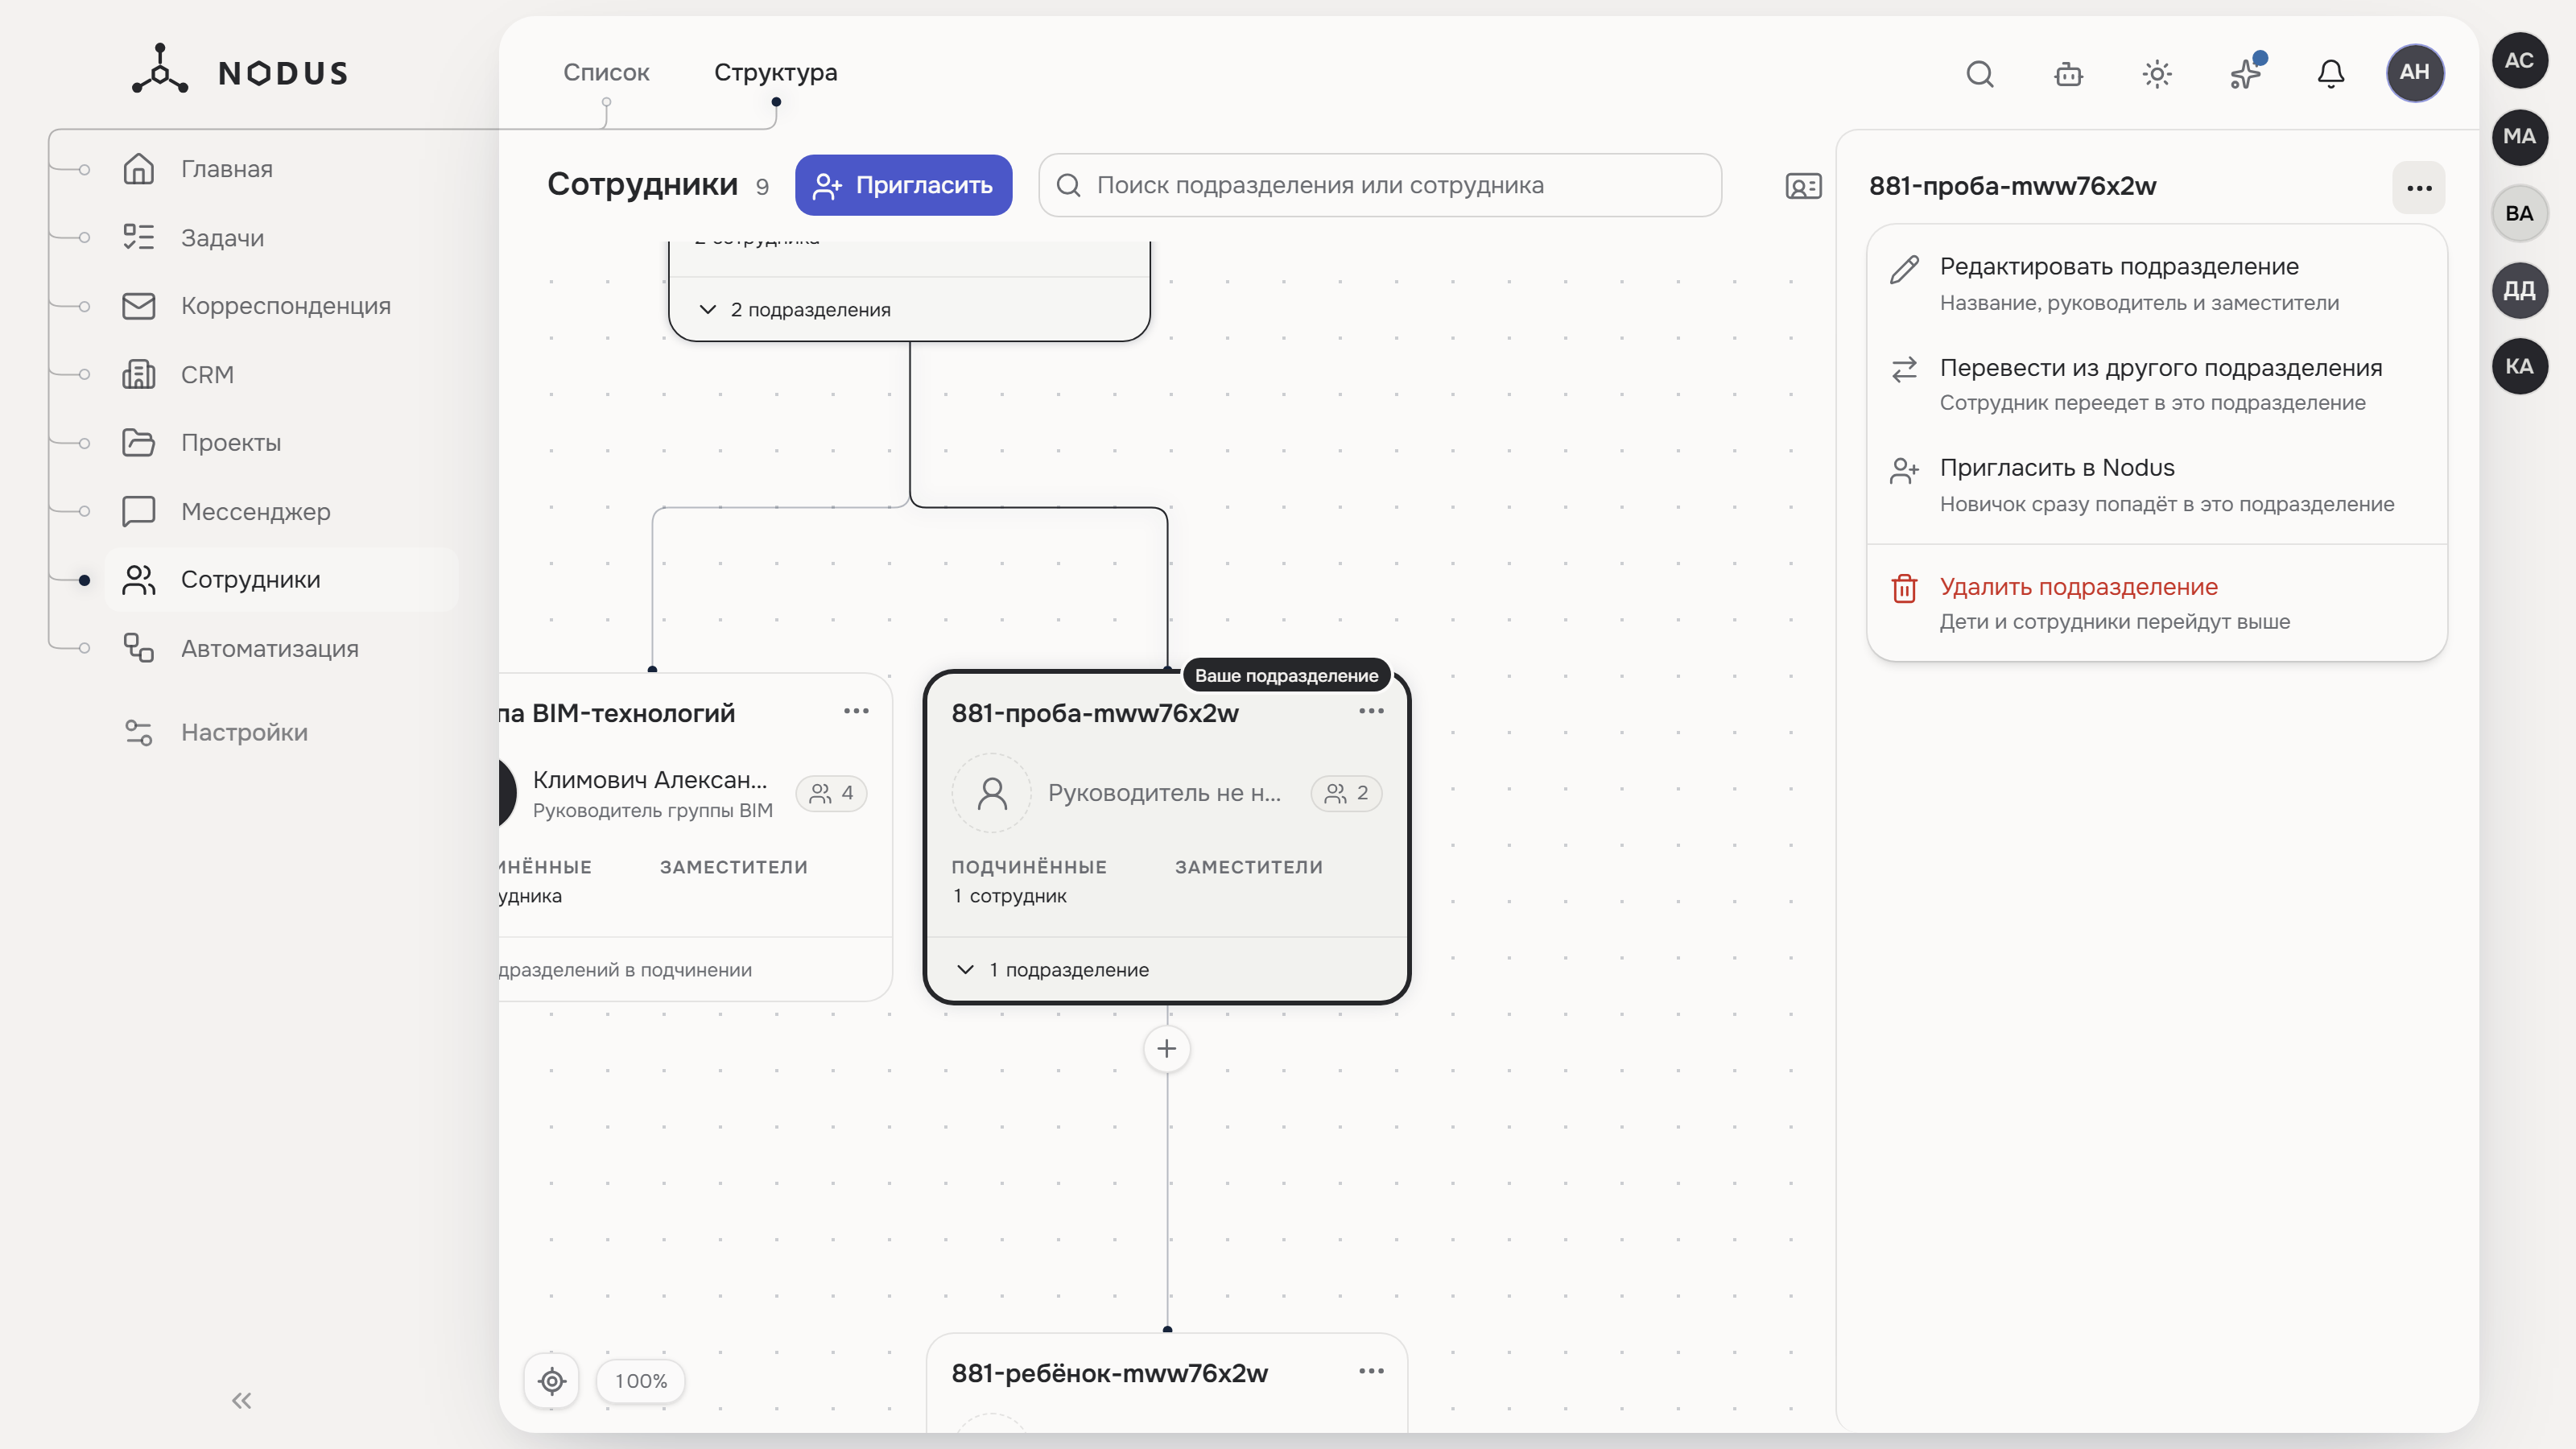 NODUS
Главная
Задачи
Корреспонденция
CRM
Проекты
Мессенджер
Сотрудники
Автоматизация
Настройки
Список
Структура
АН
Сотрудники 9
Пригласить
Поиск подразделения или сотрудника
2 сотрудника
2 подразделения
па BIM-технологий
Климович Алексан...
Руководитель группы BIM
4
ИНЁННЫЕ
ЗАМЕСТИТЕЛИ
удника
дразделений в подчинении
Ваше подразделение
881-проба-mww76x2w
Руководитель не н...
2
ПОДЧИНЁННЫЕ
ЗАМЕСТИТЕЛИ
1 сотрудник
1 подразделение
881-ребёнок-mww76x2w
100%
881-проба-mww76x2w
Редактировать подразделение
Название, руководитель и заместители
Перевести из другого подразделения
Сотрудник переедет в это подразделение
Пригласить в Nodus
Новичок сразу попадёт в это подразделение
Удалить подразделение
Дети и сотрудники перейдут выше
АС
МА
ВА
ДД
КА